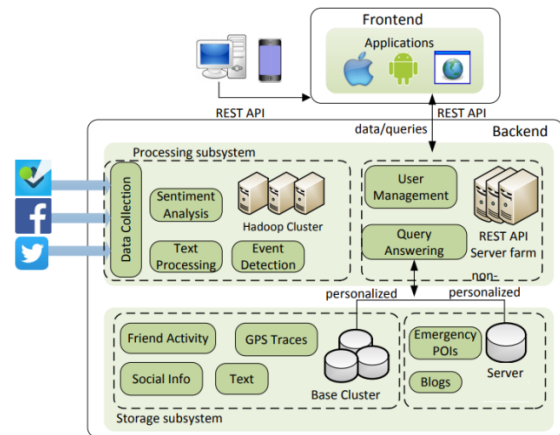 Frontend
Applications
REST API
REST API
data/queries
Backend
Processing subsystem
Data Collection
Sentiment
Analysis
Hadoop Cluster
Text
Processing
Event
Detection
User
Management
Query
Answering
REST API
Server farm
non-
personalized
personalized
Friend Activity
GPS Traces
Social Info
Text
Base Cluster
Emergency
POIs
Blogs
Server
Storage subsystem